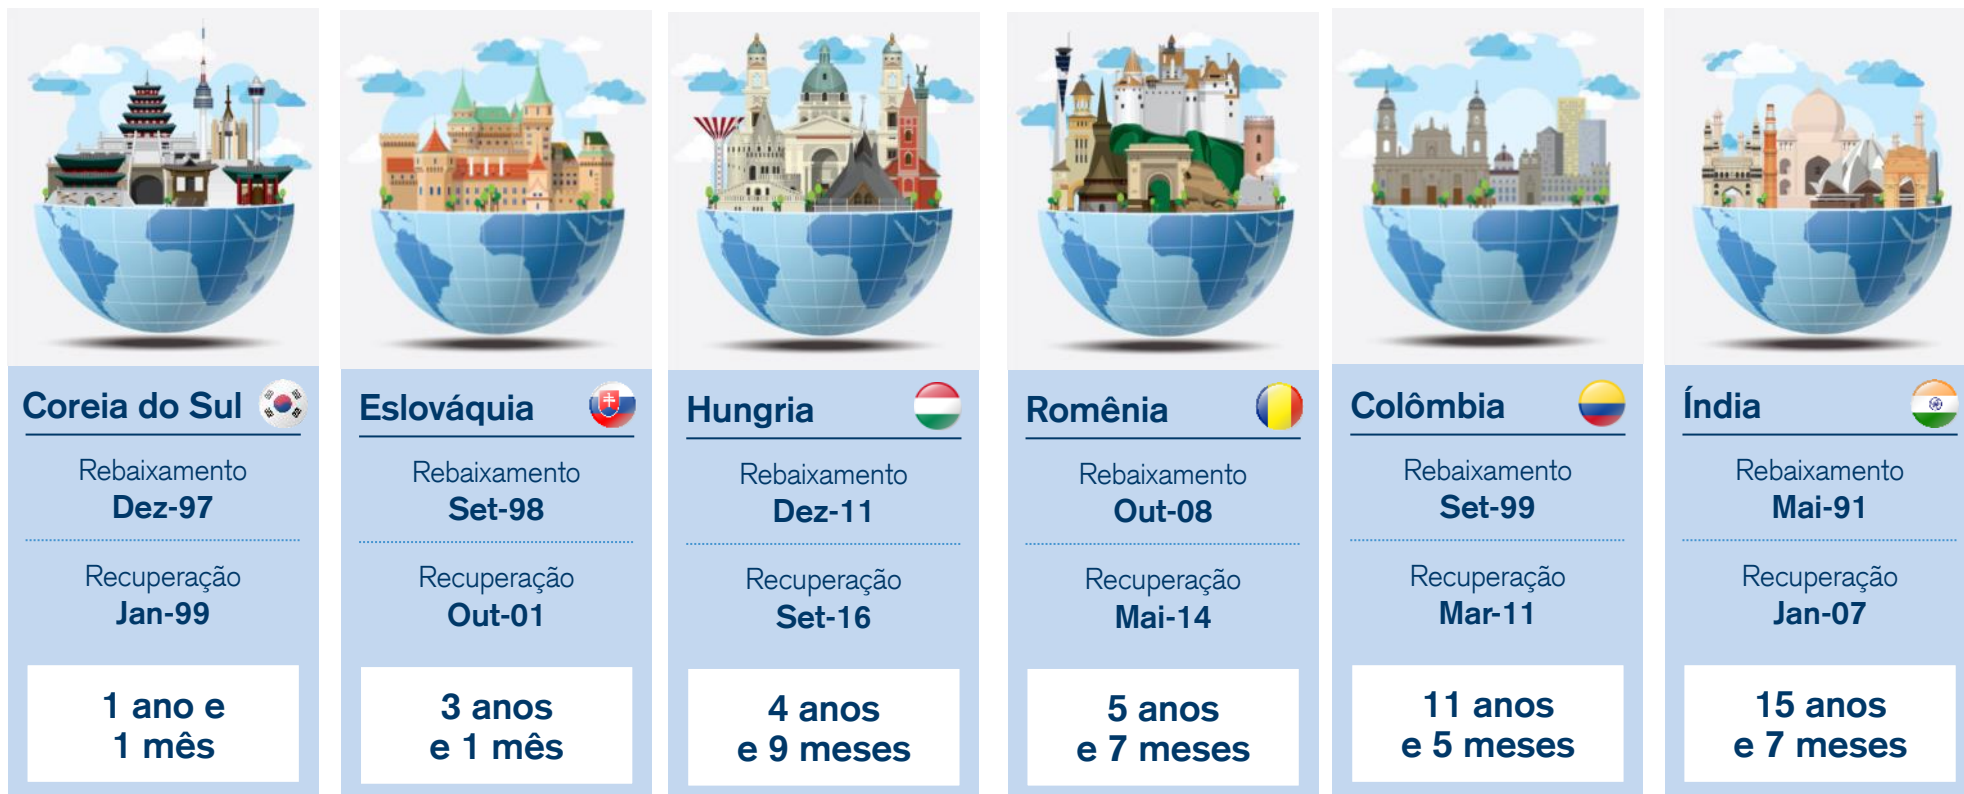 Coreia do Sul
Rebaixamento
Dez-97
Recuperação
Jan-99
1 ano e
1 mês
Eslováquia
Rebaixamento
Set-98
Recuperação
Out-01
3 anos
e 1 mês
Hungria
Rebaixamento
Dez-11
Recuperação
Set-16
4 anos
e 9 meses
Romênia
Rebaixamento
Out-08
Recuperação
Mai-14
5 anos
e 7 meses
Colômbia
Rebaixamento
Set-99
Recuperação
Mar-11
11 anos
e 5 meses
Índia
Rebaixamento
Mai-91
Recuperação
Jan-07
15 anos
e 7 meses